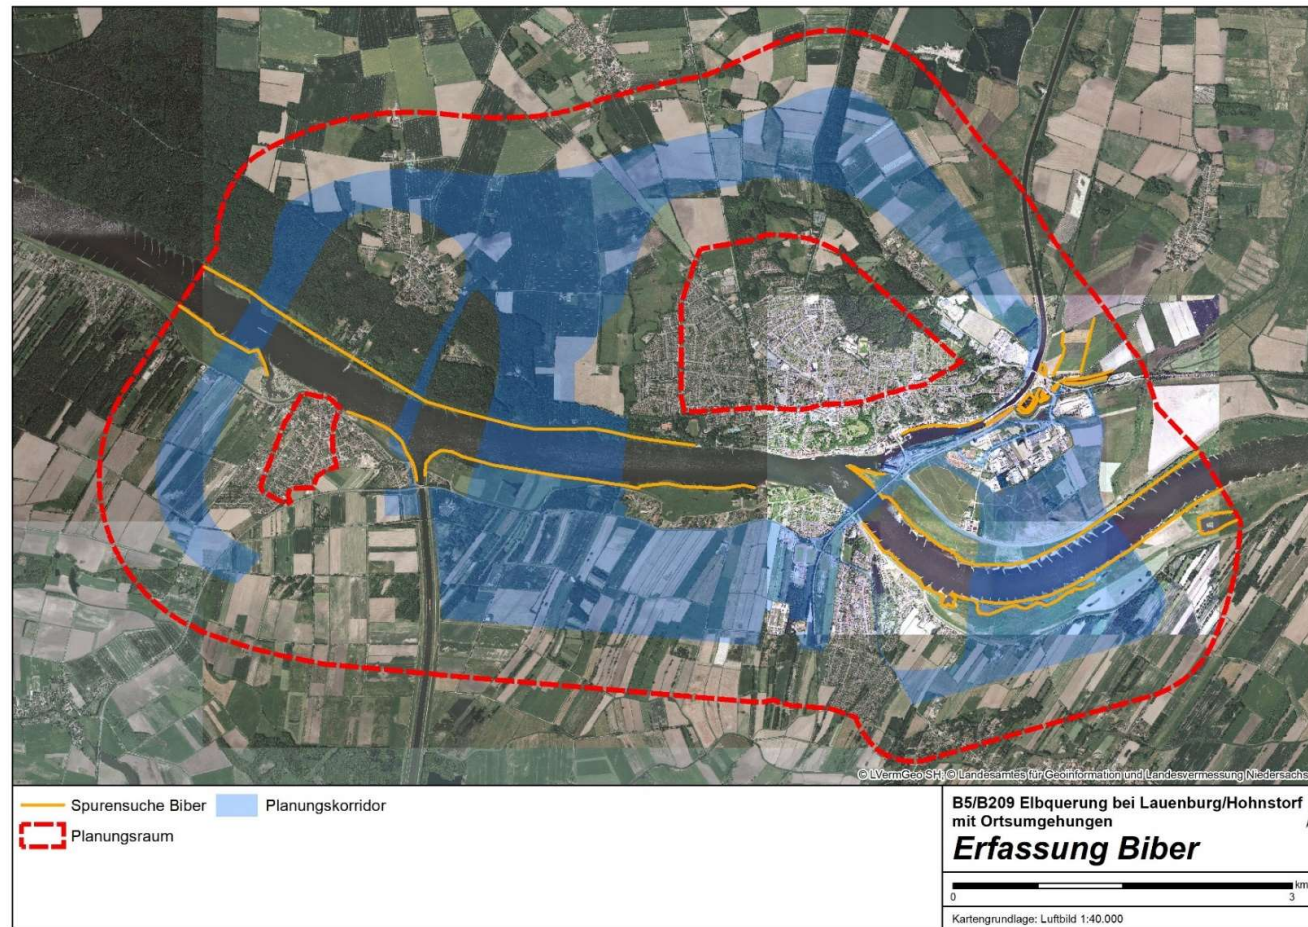 © LVermGeo SH; © Landesamtes für Geoinformation und Landesvermessung Niedersachs
Spurensuche Biber
Planungskorridor
Planungsraum
B5/B209 Elbquerung bei Lauenburg/Hohnstorf
mit Ortsumgehungen
Erfassung Biber
km
0 3
Kartengrundlage: Luftbild 1:40.000